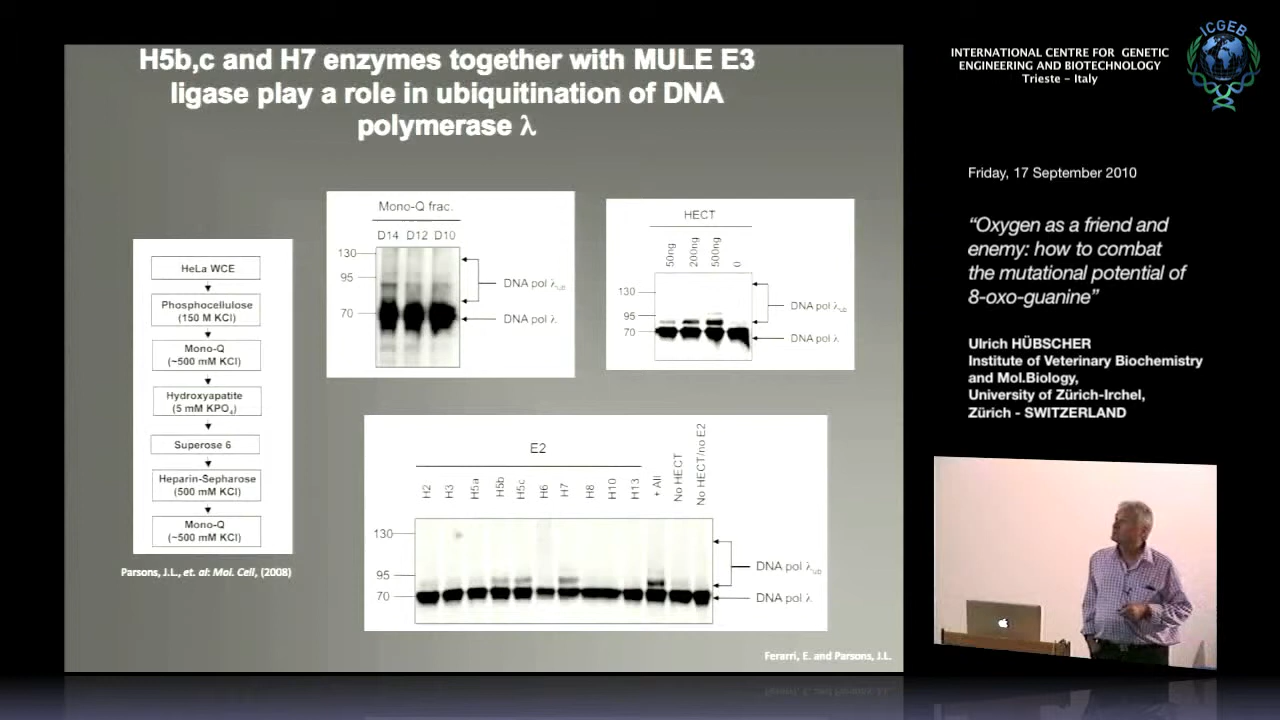 H5b,c and H7 enzymes together with MULE E3
ligase play a role in ubiquitination of DNA
polymerase λ
HeLa WCE
Phosphocellulose
(150 M KCl)
Mono-Q
(~500 mM KCl)
Hydroxyapatite
(5 mM KPO4)
Superose 6
Heparin-Sepharose
(500 mM KCl)
Mono-Q
(~500 mM KCl)
Parsons, J.L., et. al: Mol. Cell, (2008)
Mono-Q frac.
D14 D12 D10
130
95
70
DNA pol λub
DNA pol λ
HECT
50ng 200ng 500ng 0
130
95
70
DNA pol λub
DNA pol λ
E2
H2 H3 H5a H5b H5c H6 H7 H8 H10 H13 + All No HECT No HECT/no E2
130
95
70
DNA pol λub
DNA pol λ
Ferarri, E. and Parsons, J.L.
INTERNATIONAL CENTRE FOR GENETIC
ENGINEERING AND BIOTECHNOLOGY
Trieste - Italy
ICGEB
Friday, 17 September 2010
“Oxygen as a friend and
enemy: how to combat
the mutational potential of
8-oxo-guanine”
Ulrich HÜBSCHER
Institute of Veterinary Biochemistry
and Mol.Biology,
University of Zürich-Irchel,
Zürich - SWITZERLAND